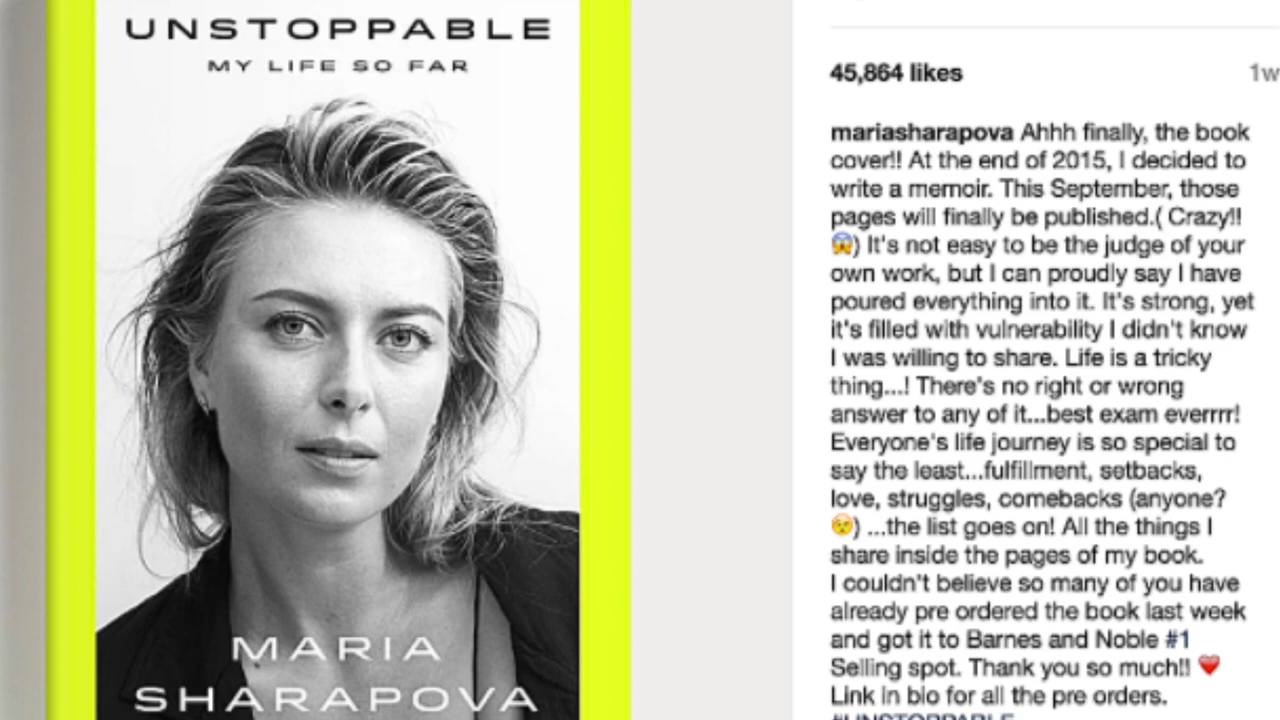 UNSTOPPABLE
MY LIFE SO FAR
MARIA
SHARAPOVA
45,864 likes 1w
mariasharapova Ahhh finally, the book
cover!! At the end of 2015, I decided to
write a memoir. This September, those
pages will finally be published.( Crazy!!
😱) It's not easy to be the judge of your
own work, but I can proudly say I have
poured everything into it. It's strong, yet
it's filled with vulnerability I didn't know
I was willing to share. Life is a tricky
thing...! There's no right or wrong
answer to any of it...best exam everrrr!
Everyone's life journey is so special to
say the least...fulfillment, setbacks,
love, struggles, comebacks (anyone?
😉) ...the list goes on! All the things I
share inside the pages of my book.
I couldn't believe so many of you have
already pre ordered the book last week
and got it to Barnes and Noble #1
Selling spot. Thank you so much!! ❤️
Link in bio for all the pre orders.
#UNSTOPPABLE